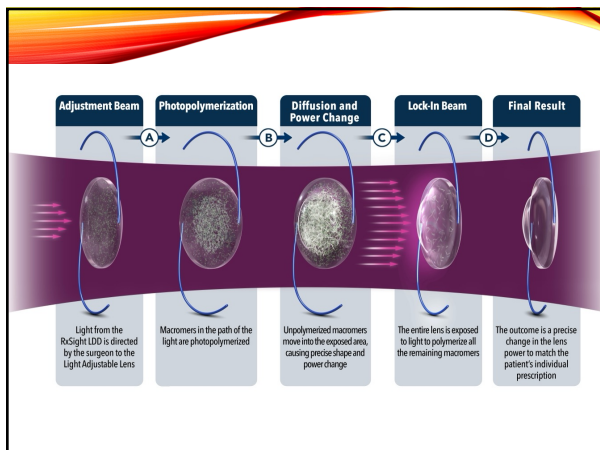 Adjustment Beam
A
Photopolymerization
B
Diffusion and
Power Change
C
Lock-In Beam
D
Final Result
Light from the
RxSight LDD is directed
by the surgeon to the
Light Adjustable Lens
Macromers in the path of the
light are photopolymerized
Unpolymerized macromers
move into the exposed area,
causing precise shape and
power change
The entire lens is exposed
to light to polymerize all
the remaining macromers
The outcome is a precise
change in the lens
power to match the
patient's individual
prescription